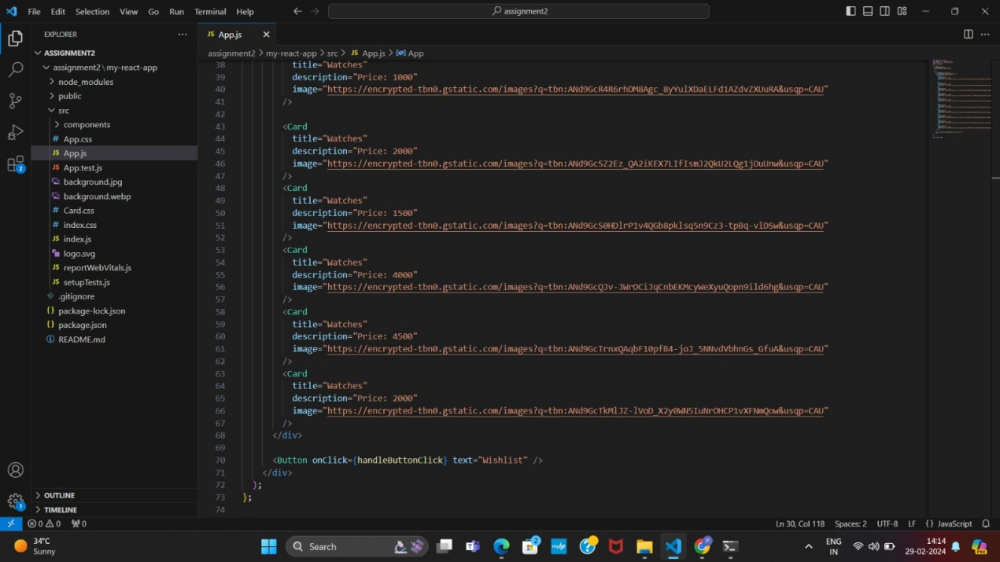 File Edit Selection View Go Run Terminal Help
assignment2
EXPLORER
App.js
ASSIGNMENT2
assignment2 \ my-react-app
node_modules
public
src
components
App.css
App.js
App.test.js
background.jpg
background.webp
Card.css
index.css
index.js
logo.svg
reportWebVitals.js
setupTests.js
.gitignore
package-lock.json
package.json
README.md
OUTLINE
TIMELINE
assignment2 > my-react-app > src > JS App.js > App
38 title="Watches"
39 description="Price: 1000"
40 image="https://encrypted-tbn0.gstatic.com/images?q=tbn:ANd9GcR4R6rhDM8Agc_8yYulXDaELFd1AZdvZXUuRA&usqp=CAU"
41 />
42
43 <Card
44 title="Watches"
45 description="Price: 2000"
46 image="https://encrypted-tbn0.gstatic.com/images?q=tbn:ANd9GcSZ2Ez_QA2iKEX7LIfIsmJ2QkU2LQg1jOuUnw&usqp=CAU"
47 />
48 <Card
49 title="Watches"
50 description="Price: 1500"
51 image="https://encrypted-tbn0.gstatic.com/images?q=tbn:ANd9GcS0HDlrP1v4QGb8pklsq5n9Cz3-tpBq-vlDSw&usqp=CAU"
52 />
53 <Card
54 title="Watches"
55 description="Price: 4000"
56 image="https://encrypted-tbn0.gstatic.com/images?q=tbn:ANd9GcQJv-JWrOCiJqCnbEKMcyWeXyuQopn9ild6hg&usqp=CAU"
57 />
58 <Card
59 title="Watches"
60 description="Price: 4500"
61 image="https://encrypted-tbn0.gstatic.com/images?q=tbn:ANd9GcTrnxQAqbF10pfB4-joJ_5NNvdVbhnGs_GfuA&usqp=CAU"
62 />
63 <Card
64 title="Watches"
65 description="Price: 2000"
66 image="https://encrypted-tbn0.gstatic.com/images?q=tbn:ANd9GcTkMlJZ-lVoD_X2y0WN5IuNrOHCP1vXFNmQow&usqp=CAU"
67 />
68 </div>
69
70 <Button onClick={handleButtonClick} text="Wishlist" />
71 </div>
72 );
73 };
74
0 0 0
Ln 30, Col 118 Spaces: 2 UTF-8 LF {} JavaScript
34°C
Sunny
Search
ENG
IN
14:14
29-02-2024